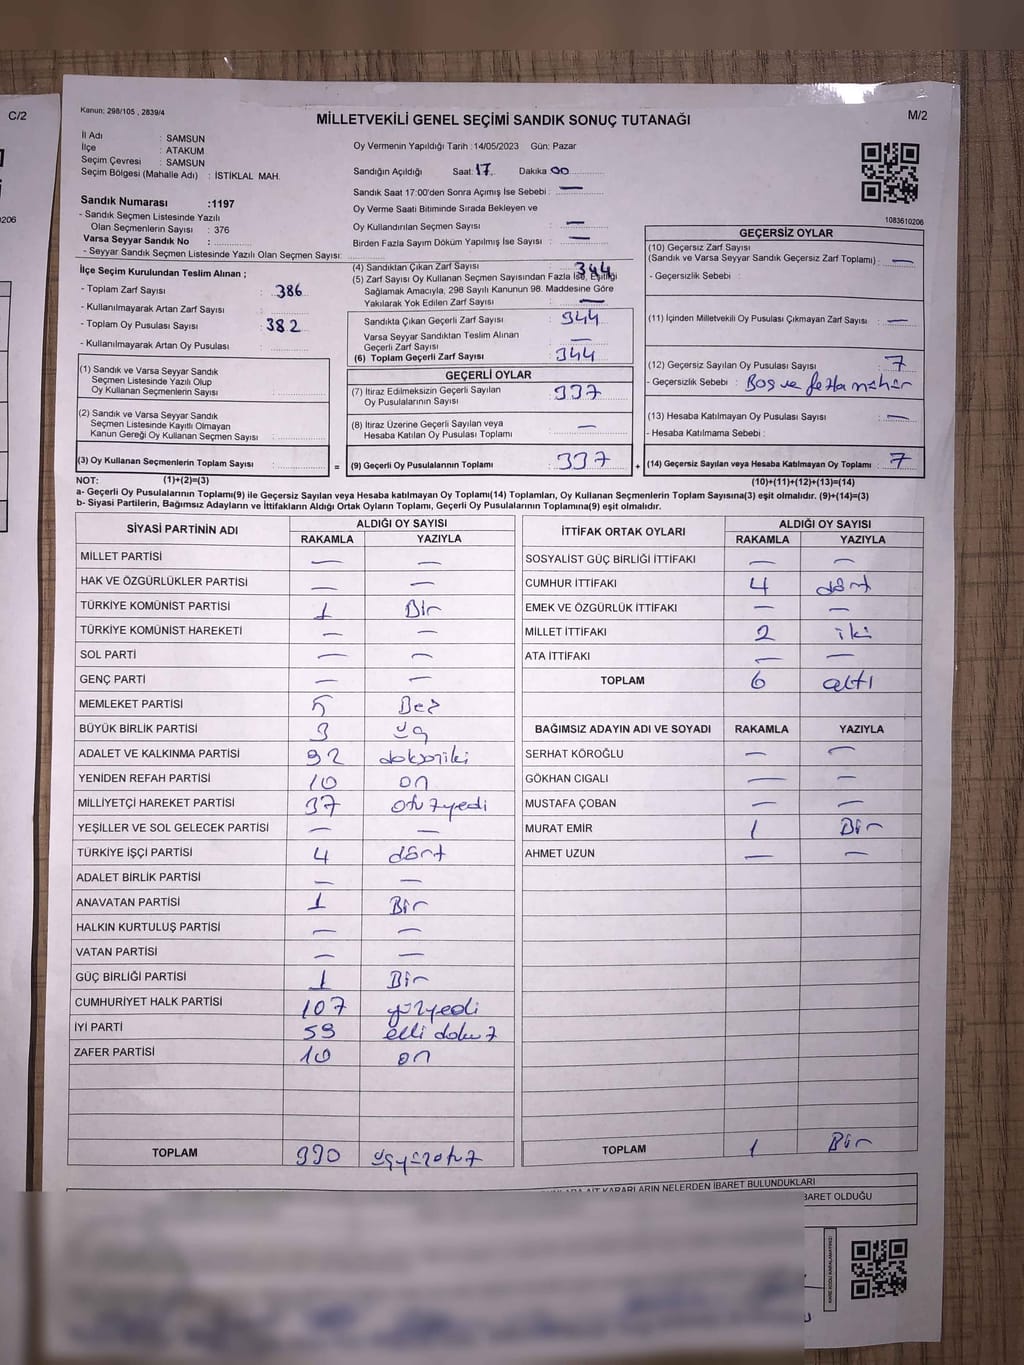 C/2
0206
Kanun: 298/105 , 2839/4
MİLLETVEKİLİ GENEL SEÇİMİ SANDIK SONUÇ TUTANAĞI
M/2
İl Adı : SAMSUN
İlçe : ATAKUM
Seçim Çevresi : SAMSUN
Seçim Bölgesi (Mahalle Adı) : İSTİKLAL MAH.
Sandık Numarası :1197
- Sandık Seçmen Listesinde Yazılı
Olan Seçmenlerin Sayısı : 376
Varsa Seyyar Sandık No :
- Seyyar Sandık Seçmen Listesinde Yazılı Olan Seçmen Sayısı:
Oy Vermenin Yapıldığı Tarih :14/05/2023 Gün: Pazar
Sandığın Açıldığı Saat: 17 Dakika 00
Sandık Saat 17:00'den Sonra Açımış İse Sebebi : —
Oy Verme Saati Bitiminde Sırada Bekleyen ve
Oy Kullandırılan Seçmen Sayısı : —
Birden Fazla Sayım Döküm Yapılmış İse Sayısı : —
1083610206
İlçe Seçim Kurulundan Teslim Alınan ;
- Toplam Zarf Sayısı : 386
- Kullanılmayarak Artan Zarf Sayısı :
- Toplam Oy Pusulası Sayısı : 382
- Kullanılmayarak Artan Oy Pusulası :
(1) Sandık ve Varsa Seyyar Sandık
Seçmen Listesinde Yazılı Olup
Oy Kullanan Seçmenlerin Sayısı :
(2) Sandık ve Varsa Seyyar Sandık
Seçmen Listesinde Kayıtlı Olmayan
Kanun Gereği Oy Kullanan Seçmen Sayısı :
(3) Oy Kullanan Seçmenlerin Toplam Sayısı :
(4) Sandıktan Çıkan Zarf Sayısı : 344
(5) Zarf Sayısı Oy Kullanan Seçmen Sayısından Fazla İse, Eşitliği
Sağlamak Amacıyla, 298 Sayılı Kanunun 98. Maddesine Göre
Yakılarak Yok Edilen Zarf Sayısı : —
Sandıkta Çıkan Geçerli Zarf Sayısı : 344
Varsa Seyyar Sandıktan Teslim Alınan
Geçerli Zarf Sayısı : —
(6) Toplam Geçerli Zarf Sayısı : 344
GEÇERLİ OYLAR
(7) İtiraz Edilmeksizin Geçerli Sayılan
Oy Pusulalarının Sayısı : 337
(8) İtiraz Üzerine Geçerli Sayılan veya
Hesaba Katılan Oy Pusulası Toplamı : —
= (9) Geçerli Oy Pusulalarının Toplamı : 337 +
GEÇERSİZ OYLAR
(10) Geçersiz Zarf Sayısı
(Sandık ve Varsa Seyyar Sandık Geçersiz Zarf Toplamı) : —
- Geçersizlik Sebebi :
(11) İçinden Milletvekili Oy Pusulası Çıkmayan Zarf Sayısı : —
(12) Geçersiz Sayılan Oy Pusulası Sayısı : 7
- Geçersizlik Sebebi : Boş ve fezla mühür
(13) Hesaba Katılmayan Oy Pusulası Sayısı : —
- Hesaba Katılmama Sebebi :
(14) Geçersiz Sayılan veya Hesaba Katılmayan Oy Toplamı : 7
NOT: (1)+(2)=(3) (10)+(11)+(12)+(13)=(14)
a- Geçerli Oy Pusulalarının Toplamı(9) ile Geçersiz Sayılan veya Hesaba katılmayan Oy Toplamı(14) Toplamları, Oy Kullanan Seçmenlerin Toplam Sayısına(3) eşit olmalıdır. (9)+(14)=(3)
b- Siyasi Partilerin, Bağımsız Adayların ve İttifakların Aldığı Ortak Oyların Toplamı, Geçerli Oy Pusulalarının Toplamına(9) eşit olmalıdır.
SİYASİ PARTİNİN ADI ALDIĞI OY SAYISI
RAKAMLA YAZIYLA
MİLLET PARTİSİ — —
HAK VE ÖZGÜRLÜKLER PARTİSİ — —
TÜRKİYE KOMÜNİST PARTİSİ 1 Bir
TÜRKİYE KOMÜNİST HAREKETİ — —
SOL PARTİ — —
GENÇ PARTİ — —
MEMLEKET PARTİSİ 5 Beş
BÜYÜK BİRLİK PARTİSİ 3 üç
ADALET VE KALKINMA PARTİSİ 92 doksaniki
YENİDEN REFAH PARTİSİ 10 on
MİLLİYETÇİ HAREKET PARTİSİ 37 otuzyedi
YEŞİLLER VE SOL GELECEK PARTİSİ — —
TÜRKİYE İŞÇİ PARTİSİ 4 dört
ADALET BİRLİK PARTİSİ — —
ANAVATAN PARTİSİ 1 Bir
HALKIN KURTULUŞ PARTİSİ — —
VATAN PARTİSİ — —
GÜÇ BİRLİĞİ PARTİSİ 1 Bir
CUMHURİYET HALK PARTİSİ 107 yüzyedi
İYİ PARTİ 59 elli dokuz
ZAFER PARTİSİ 10 on
TOPLAM 330 üçyüzotuz
İTTİFAK ORTAK OYLARI ALDIĞI OY SAYISI
RAKAMLA YAZIYLA
SOSYALİST GÜÇ BİRLİĞİ İTTİFAKI — —
CUMHUR İTTİFAKI 4 dört
EMEK VE ÖZGÜRLÜK İTTİFAKI — —
MİLLET İTTİFAKI 2 iki
ATA İTTİFAKI — —
TOPLAM 6 altı
BAĞIMSIZ ADAYIN ADI VE SOYADI RAKAMLA YAZIYLA
SERHAT KÖROĞLU — —
GÖKHAN CIGALI — —
MUSTAFA ÇOBAN — —
MURAT EMİR 1 Bir
AHMET UZUN — —
TOPLAM 1 Bir
KARARLARIN NELERDEN İBARET BULUNDUKLARI
BARET OLDUĞU